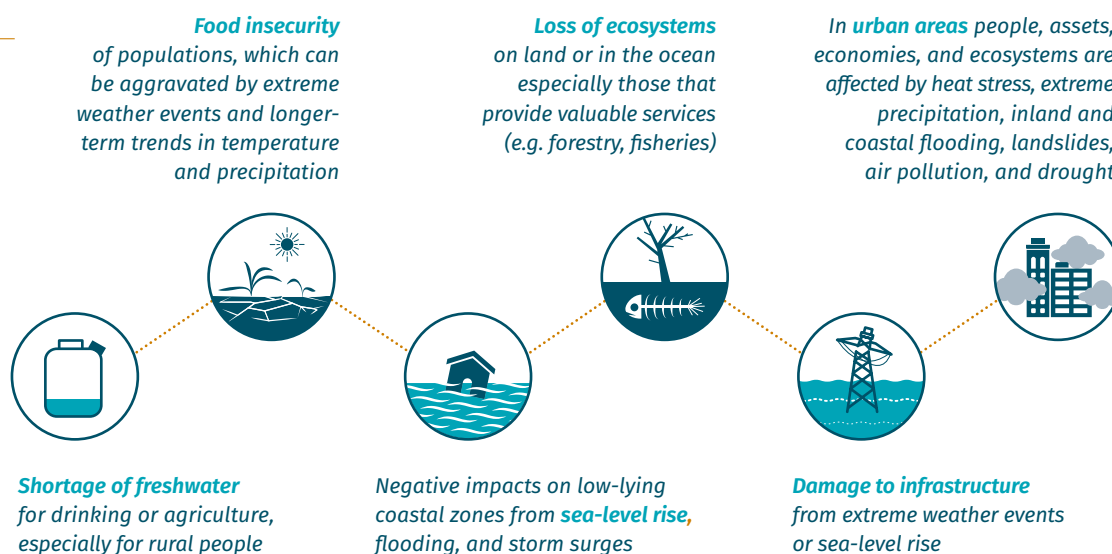 Food insecurity
of populations, which can
be aggravated by extreme
weather events and longer-
term trends in temperature
and precipitation
Loss of ecosystems
on land or in the ocean
especially those that
provide valuable services
(e.g. forestry, fisheries)
In urban areas people, assets,
economies, and ecosystems are
affected by heat stress, extreme
precipitation, inland and
coastal flooding, landslides,
air pollution, and drought
Shortage of freshwater
for drinking or agriculture,
especially for rural people
Negative impacts on low-lying
coastal zones from sea-level rise,
flooding, and storm surges
Damage to infrastructure
from extreme weather events
or sea-level rise